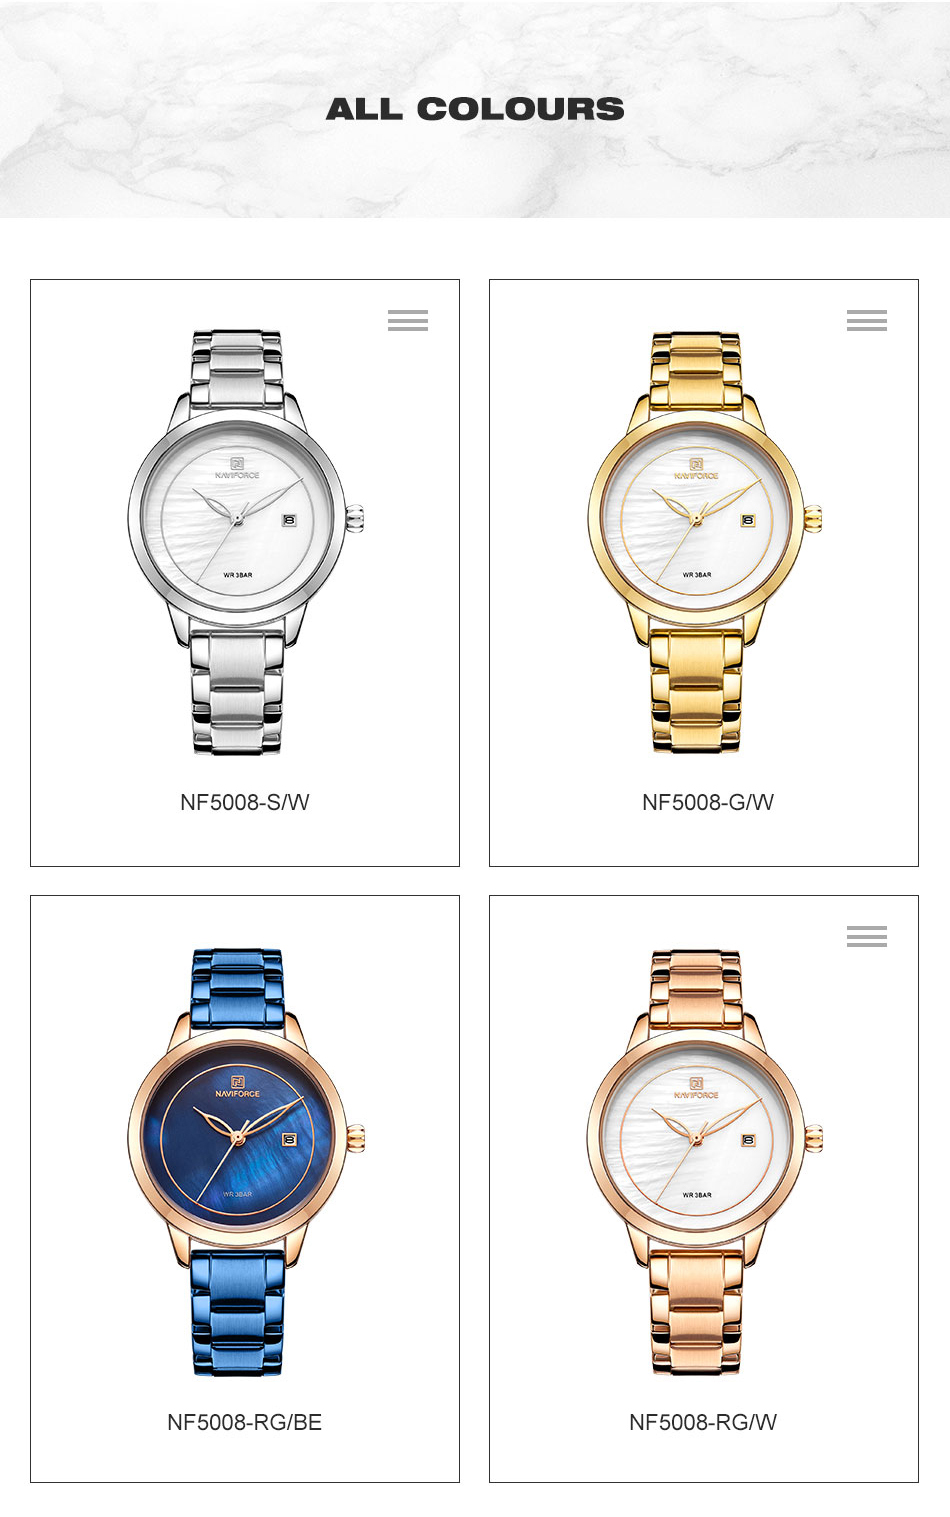 ALL COLOURS
NAVIFORCE
8
WR 3BAR
NF5008-S/W
NAVIFORCE
8
WR 3BAR
NF5008-G/W
NAVIFORCE
8
WR 3BAR
NF5008-RG/BE
NAVIFORCE
8
WR 3BAR
NF5008-RG/W